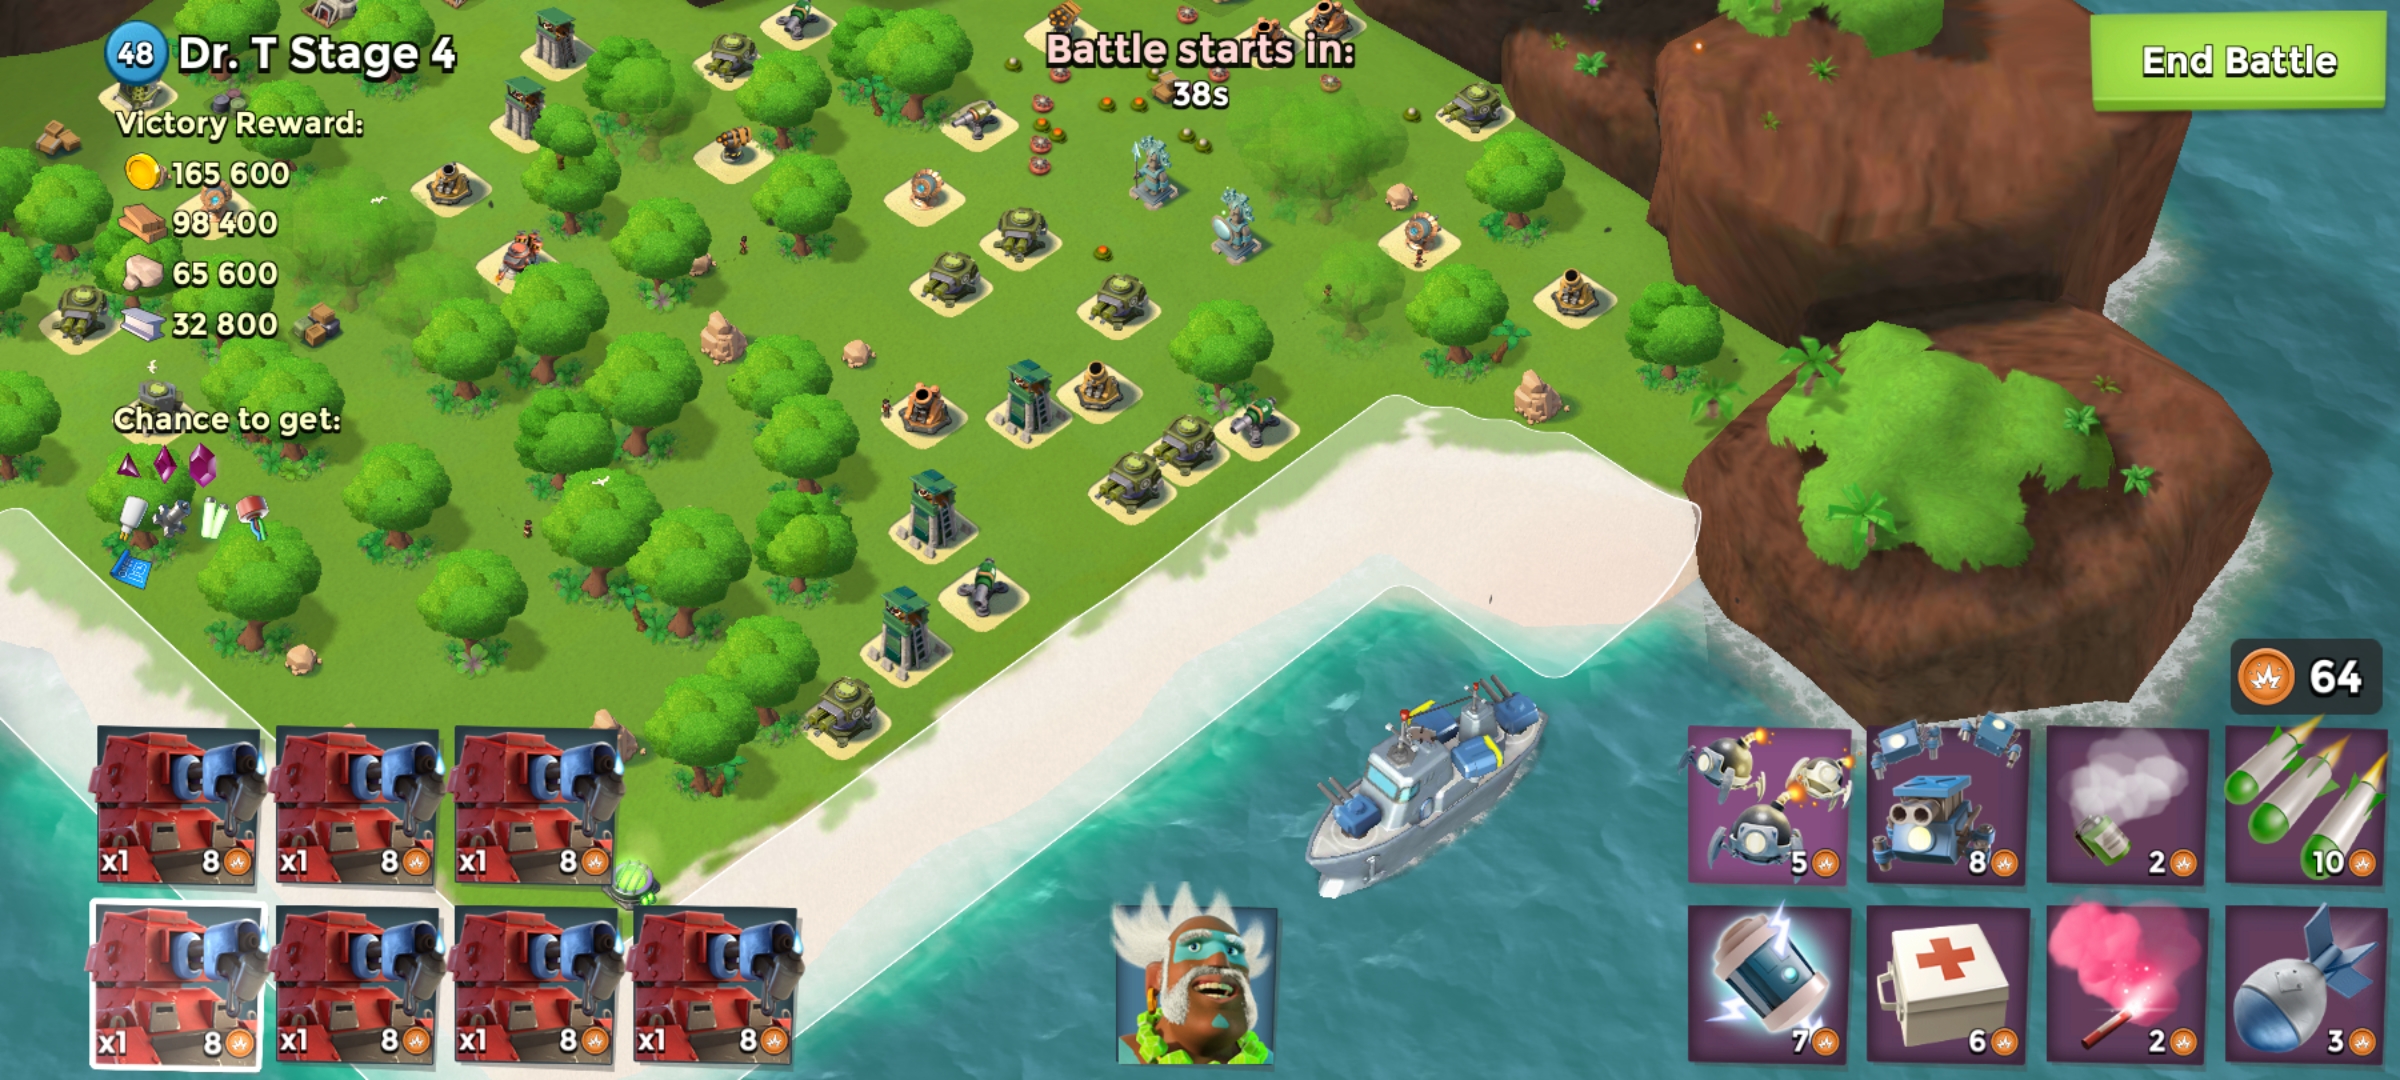 48 Dr. T Stage 4
Battle starts in:
38s
End Battle
Victory Reward:
165 600
98 400
65 600
32 800
Chance to get:
64
x1 8
x1 8
x1 8
5
8
2
10
x1 8
x1 8
x1 8
x1 8
7
6
2
3